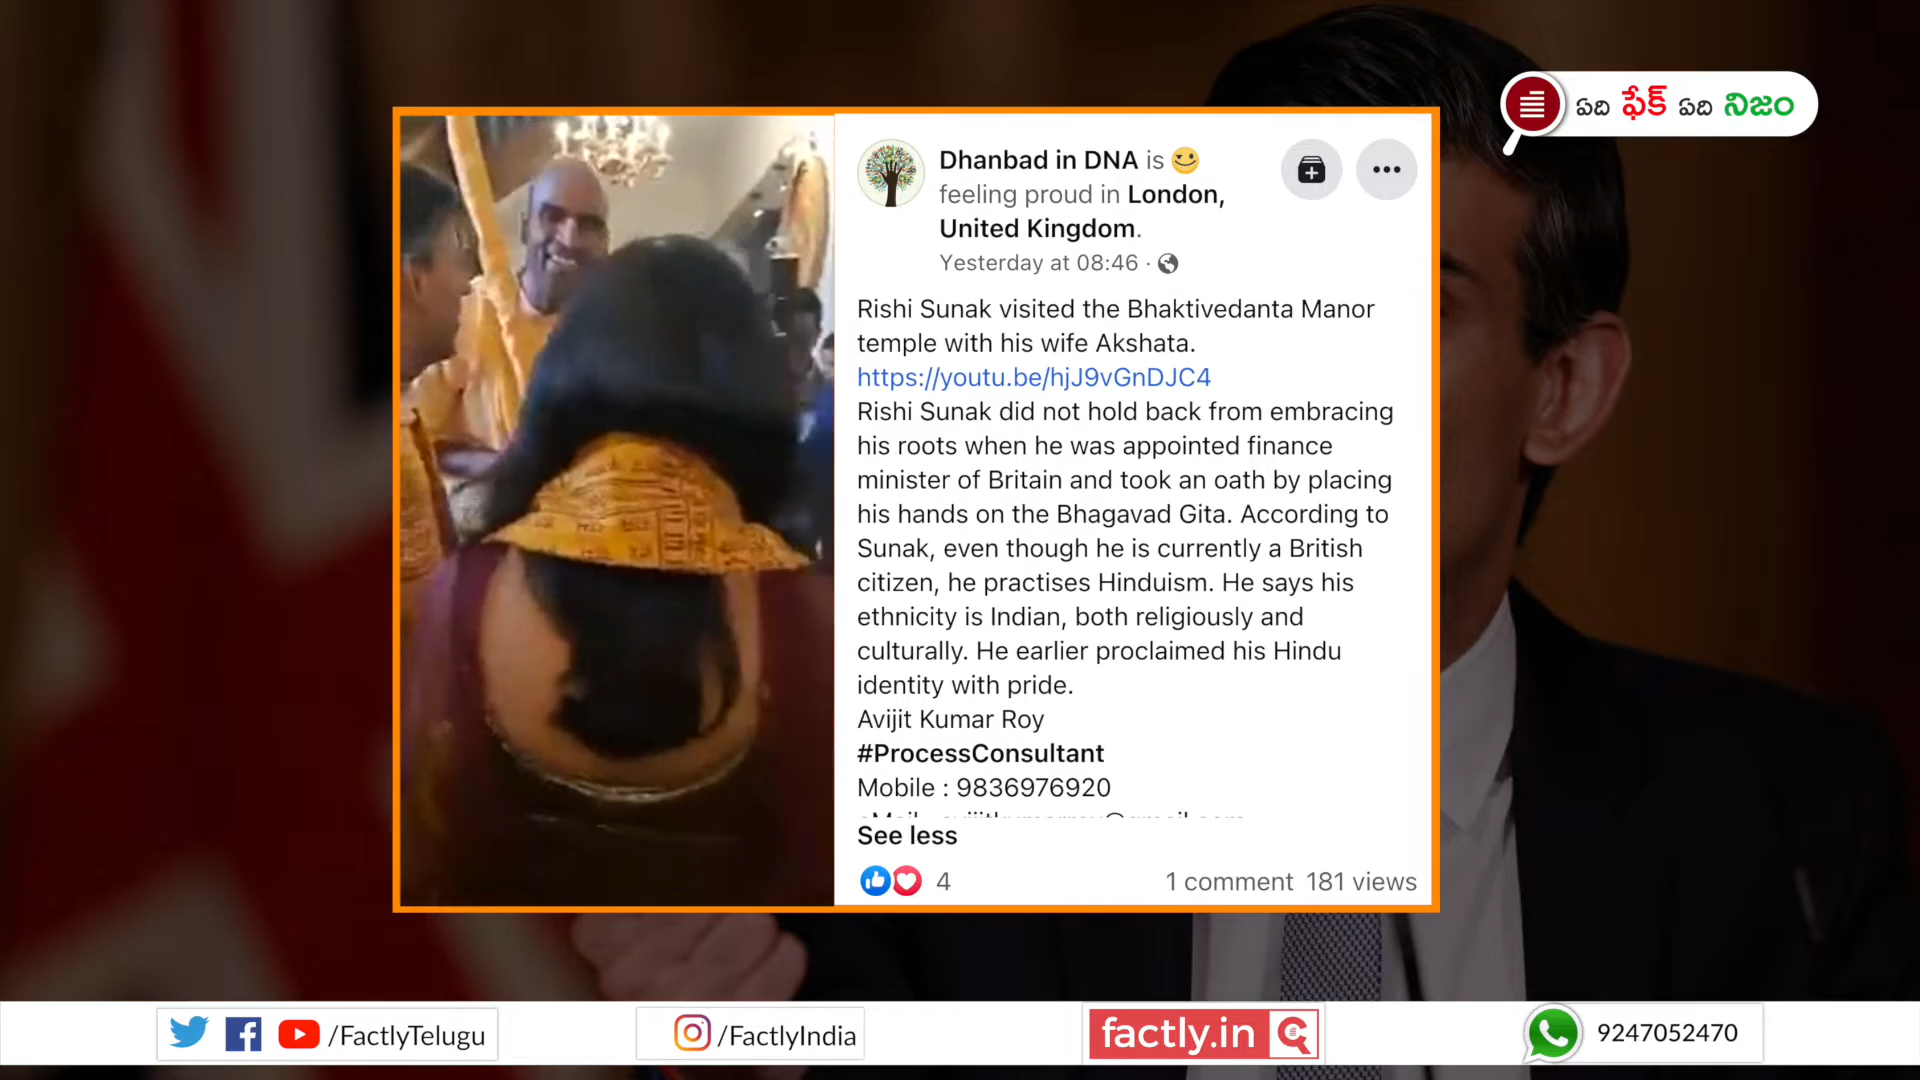 ఏది ఫేక్ ఏది నిజం
Dhanbad in DNA is
feeling proud in London,
United Kingdom.
Yesterday at 08:46 ·
Rishi Sunak visited the Bhaktivedanta Manor
temple with his wife Akshata.
https://youtu.be/hjJ9vGnDJC4
Rishi Sunak did not hold back from embracing
his roots when he was appointed finance
minister of Britain and took an oath by placing
his hands on the Bhagavad Gita. According to
Sunak, even though he is currently a British
citizen, he practises Hinduism. He says his
ethnicity is Indian, both religiously and
culturally. He earlier proclaimed his Hindu
identity with pride.
Avijit Kumar Roy
#ProcessConsultant
Mobile : 9836976920
See less
4
1 comment 181 views
/FactlyTelugu
/FactlyIndia
factly.in
9247052470